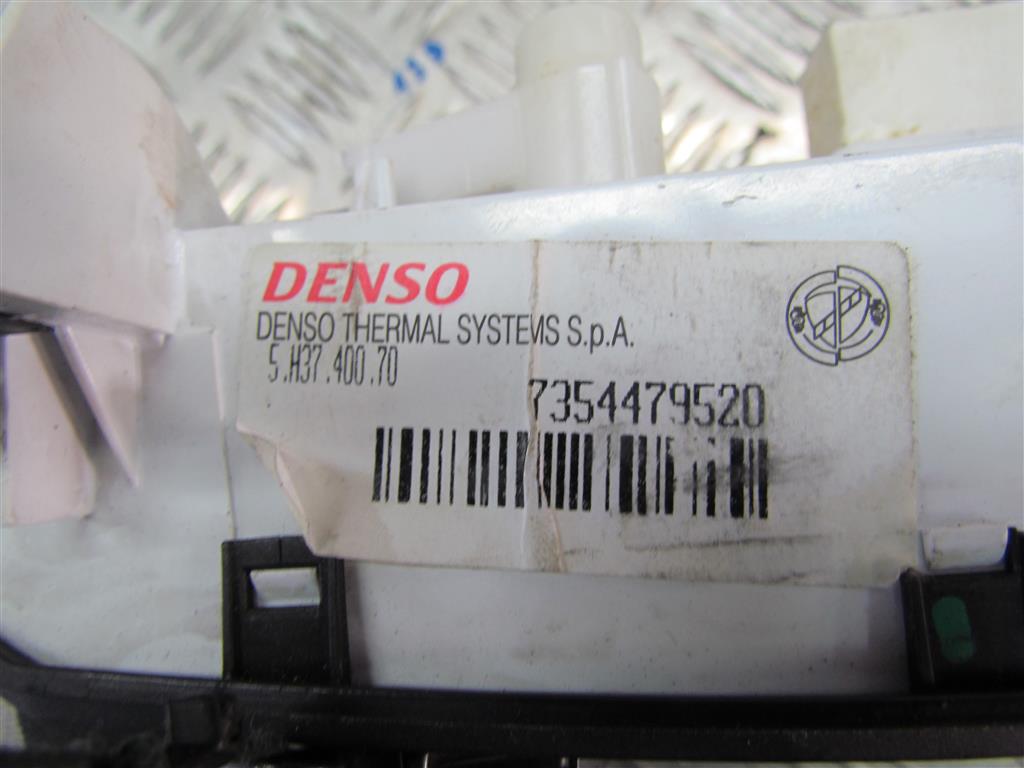 DENSO
DENSO THERMAL SYSTEMS S.p.A.
5.H37.400.70
7354479520